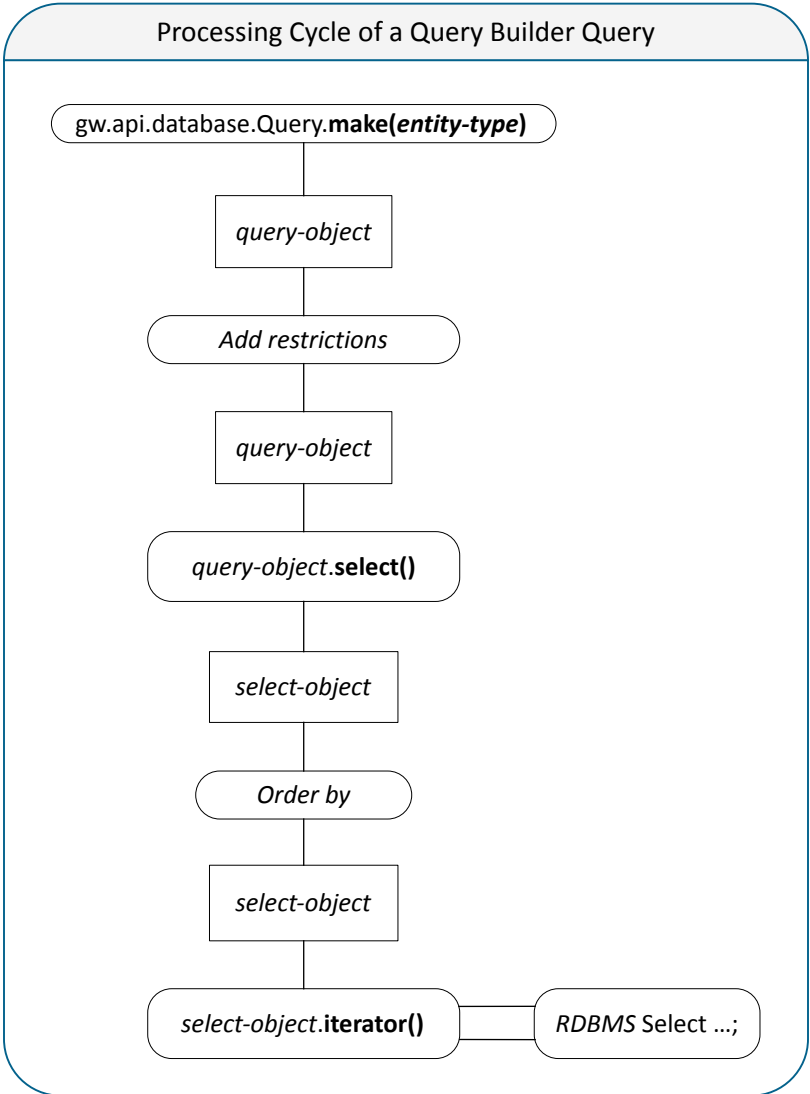 Processing Cycle of a Query Builder Query
gw.api.database.Query.make(entity-type)
query-object
Add restrictions
query-object
query-object.select()
select-object
Order by
select-object
select-object.iterator()
RDBMS Select …;